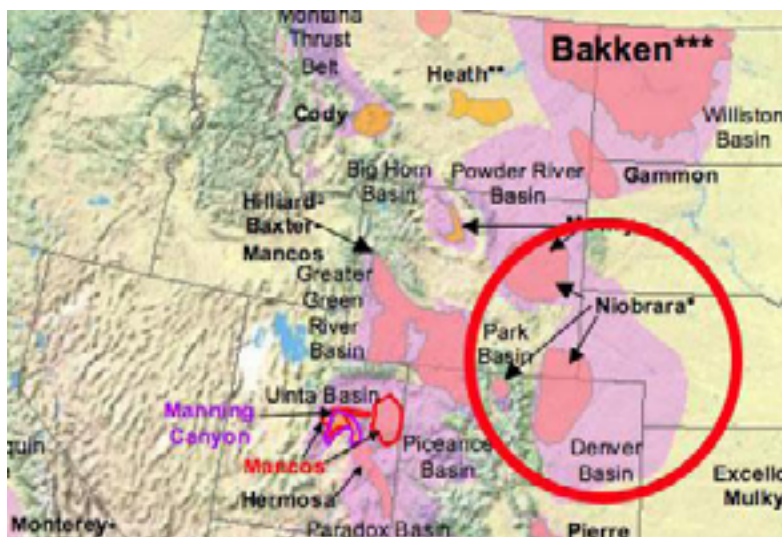 Montana
Thrust
Belt
Bakken***
Heath**
Cody
Williston
Basin
Big Horn
Basin
Powder River
Basin
Gammon
Hilliard-
Baxter-
Mancos
Greater
Green
River
Basin
Niobrara*
Park
Basin
Uinta Basin
Manning
Canyon
Mancos
Piceance
Basin
Denver
Basin
Hermosa
Excello
Mulky
Monterey-
Paradox Basin
Pierre